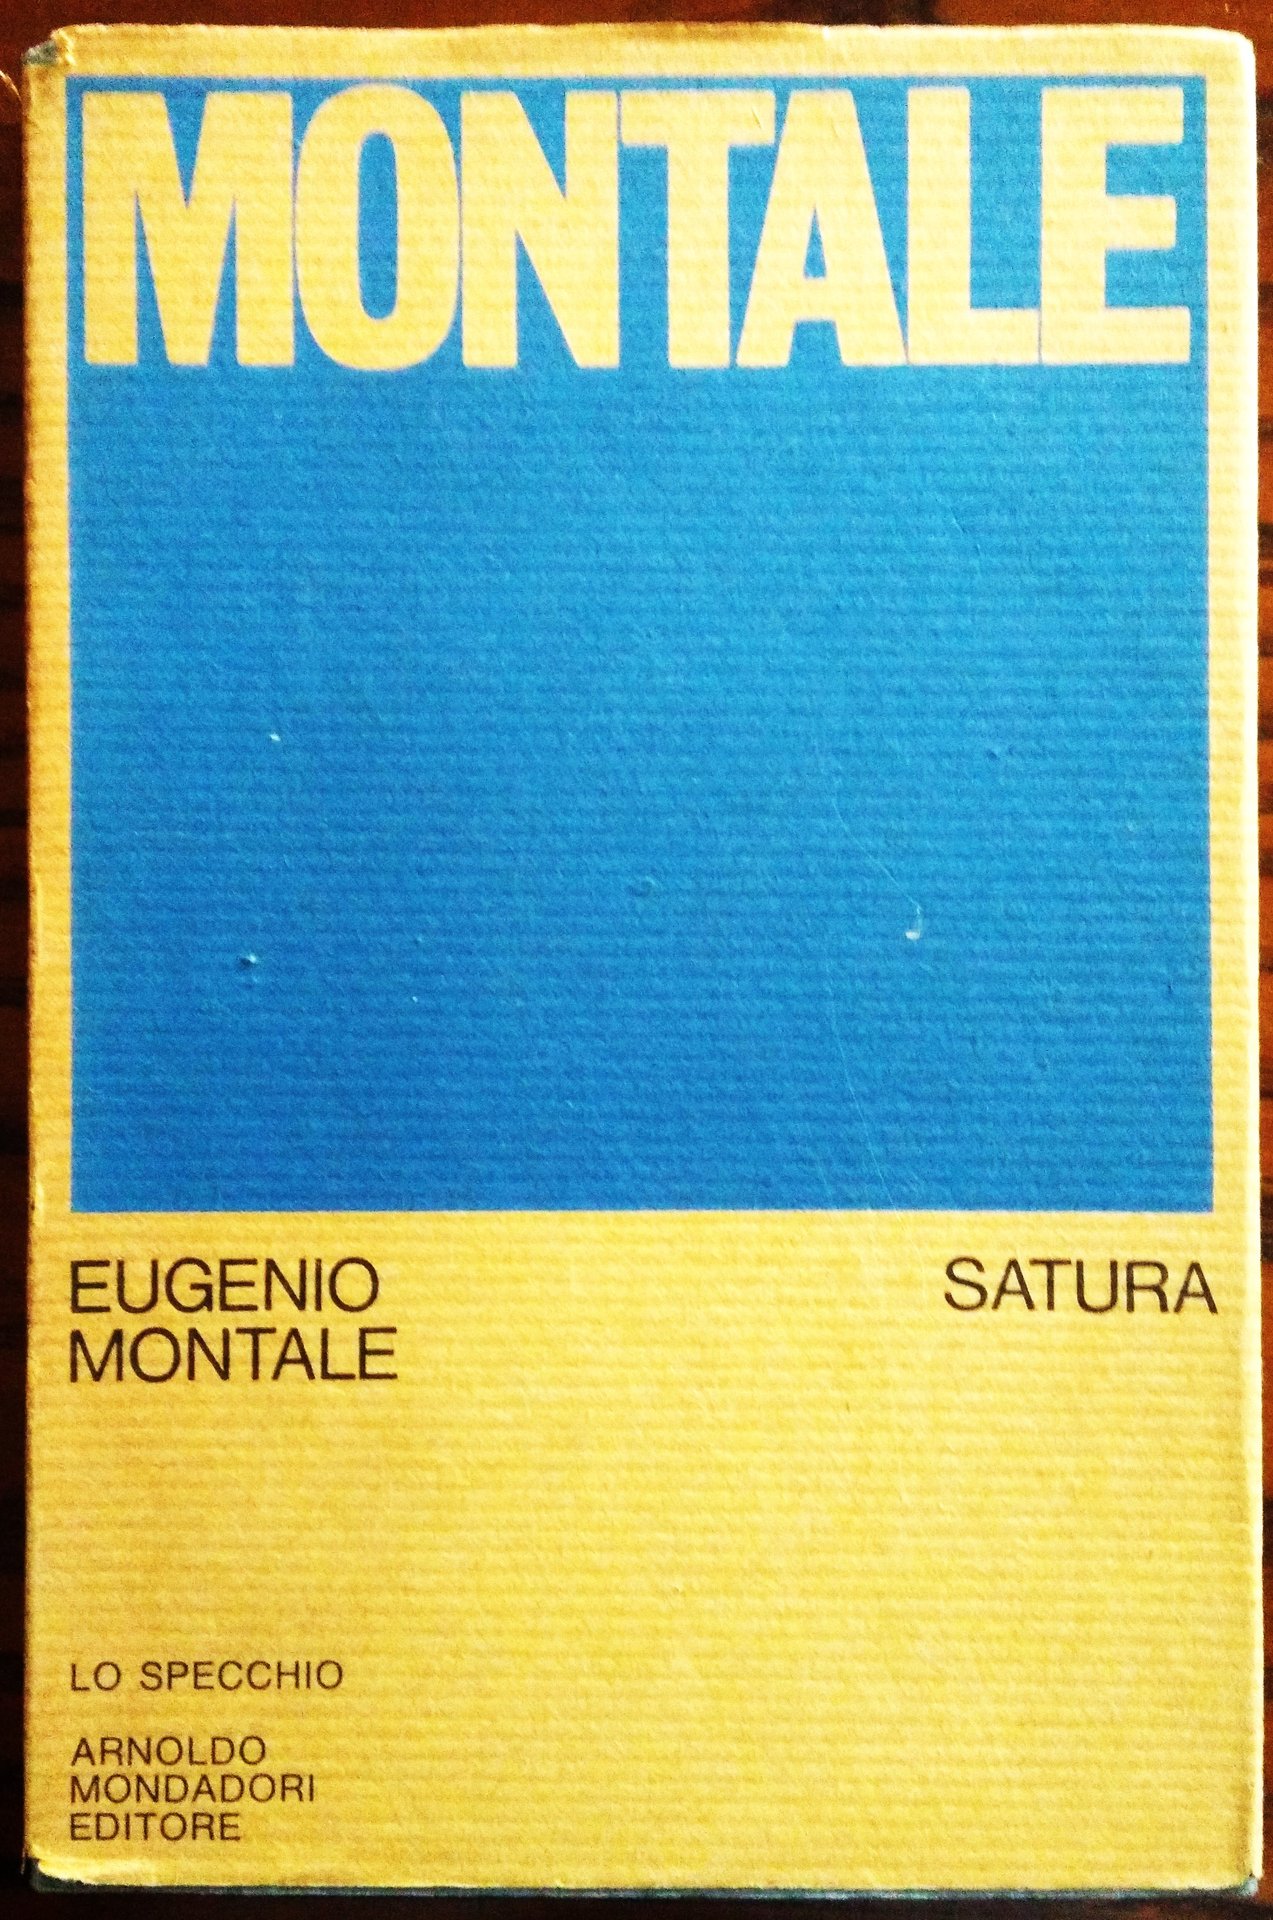 MONTALE
EUGENIO
MONTALE
SATURA
LO SPECCHIO
ARNOLDO
MONDADORI
EDITORE